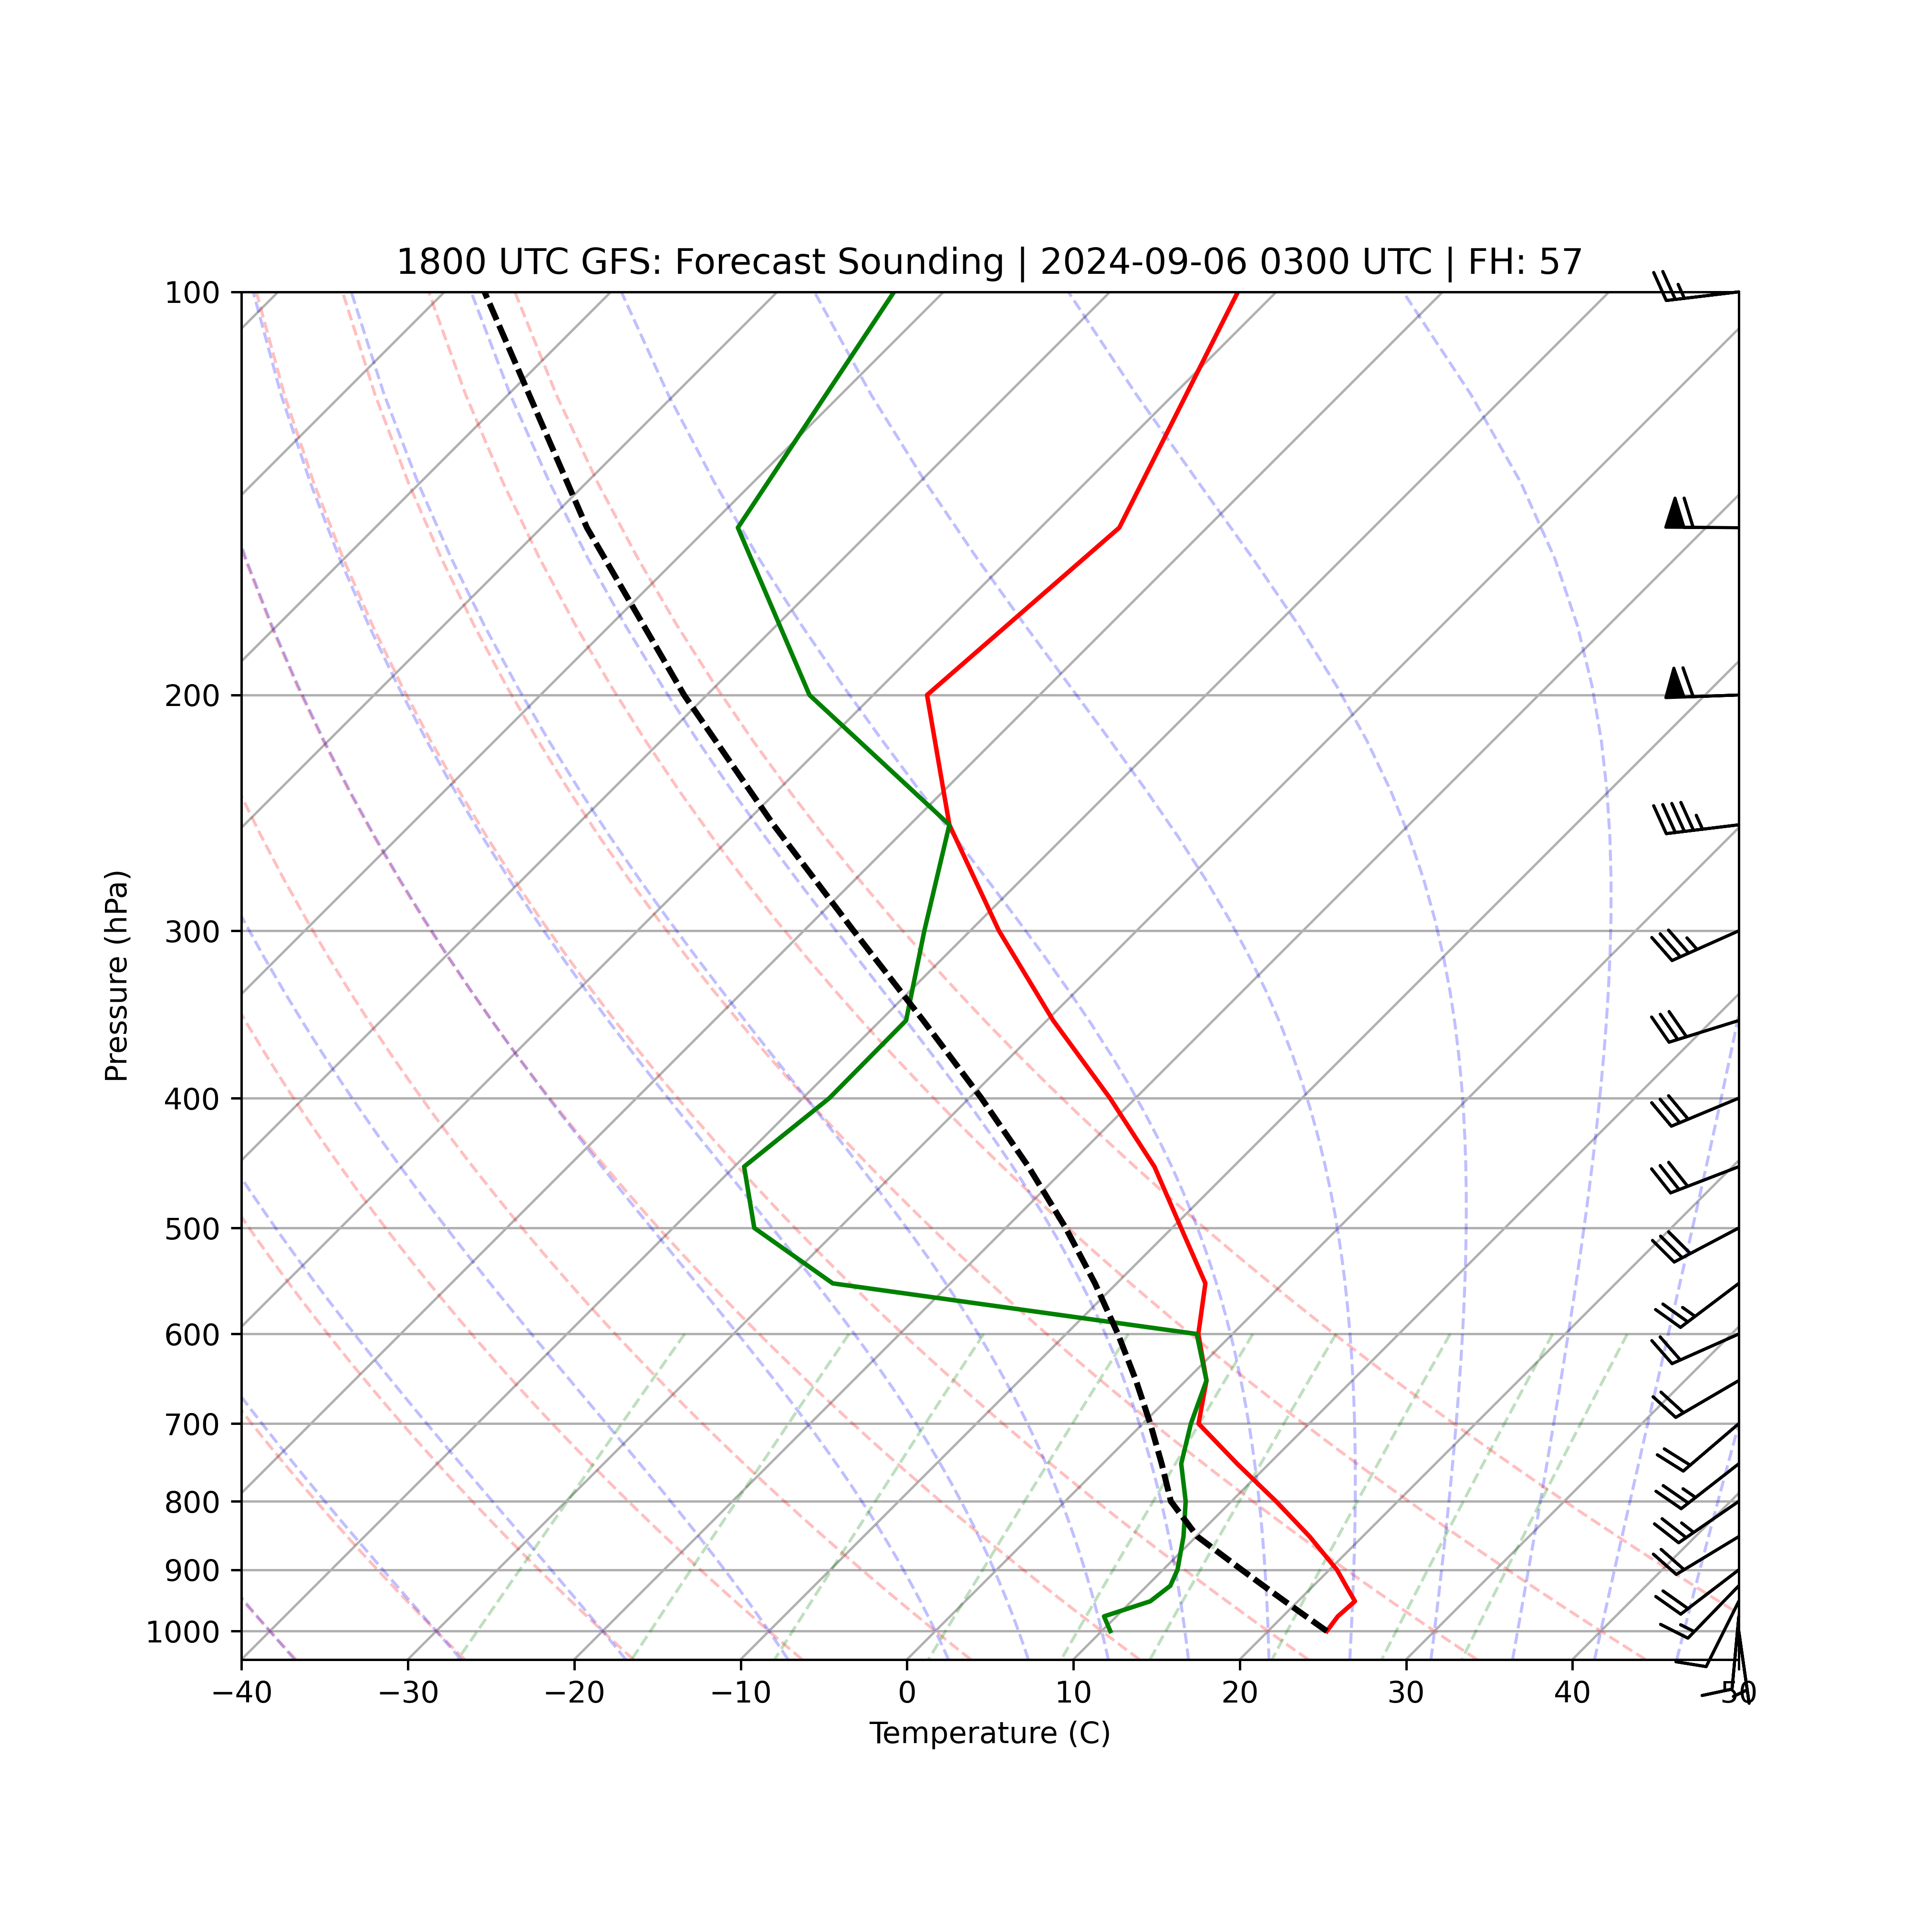 1800 UTC GFS: Forecast Sounding | 2024-09-06 0300 UTC | FH: 57
100
200
300
400
500
600
700
800
900
1000
Pressure (hPa)
−40 −30 −20 −10 0 10 20 30 40 50
Temperature (C)